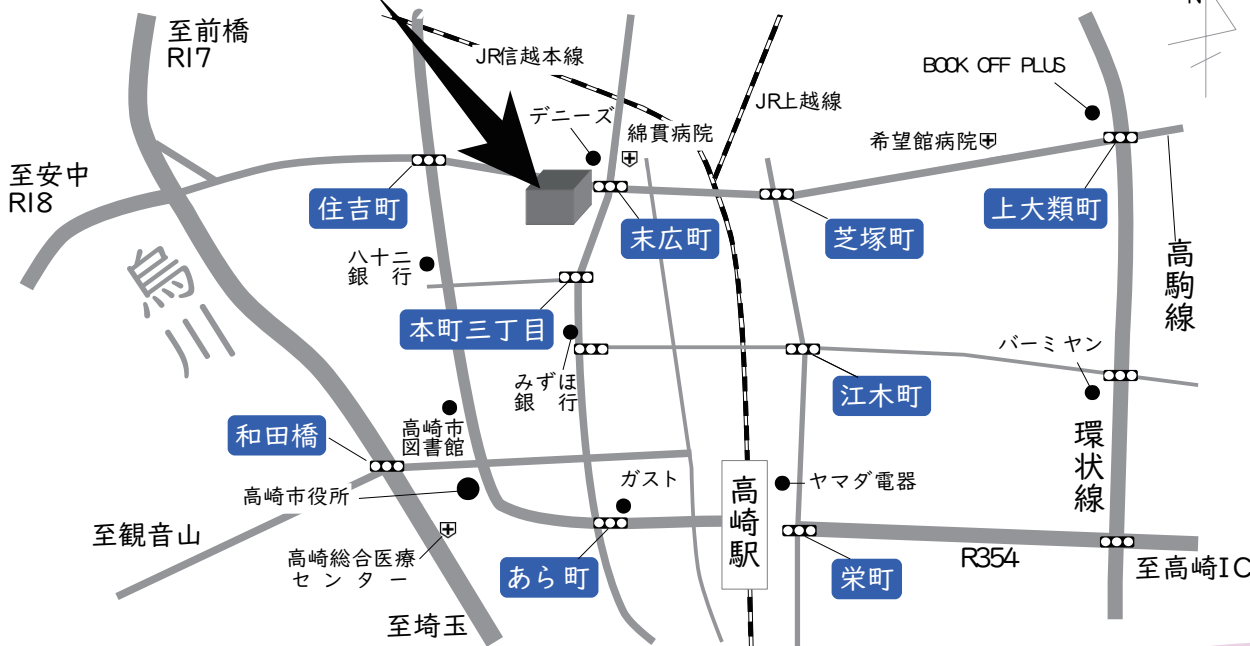 至前橋
R17
JR信越本線
N
BOOK OFF PLUS
デニーズ
綿貫病院
JR上越線
希望館病院
至安中
R18
住吉町
末広町
芝塚町
上大類町
烏川
八十二
銀 行
高駒線
本町三丁目
みずほ
銀 行
バーミヤン
江木町
和田橋
高崎市
図書館
環状線
高崎市役所
ガスト
高崎駅
ヤマダ電器
至観音山
高崎総合医療
センター
あら町
栄町
R354
至高崎IC
至埼玉